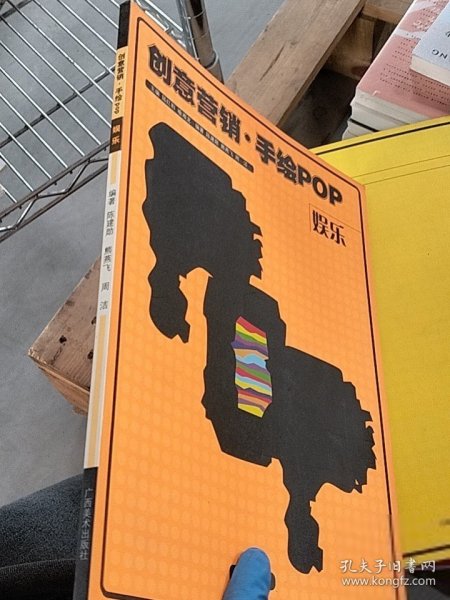 创意营销·手绘POP
娱乐
创意营销·手绘POP
娱乐
编著 陈建勋 熊燕飞 周洁
广西美术出版社
孔夫子旧书网
www.kongfz.com